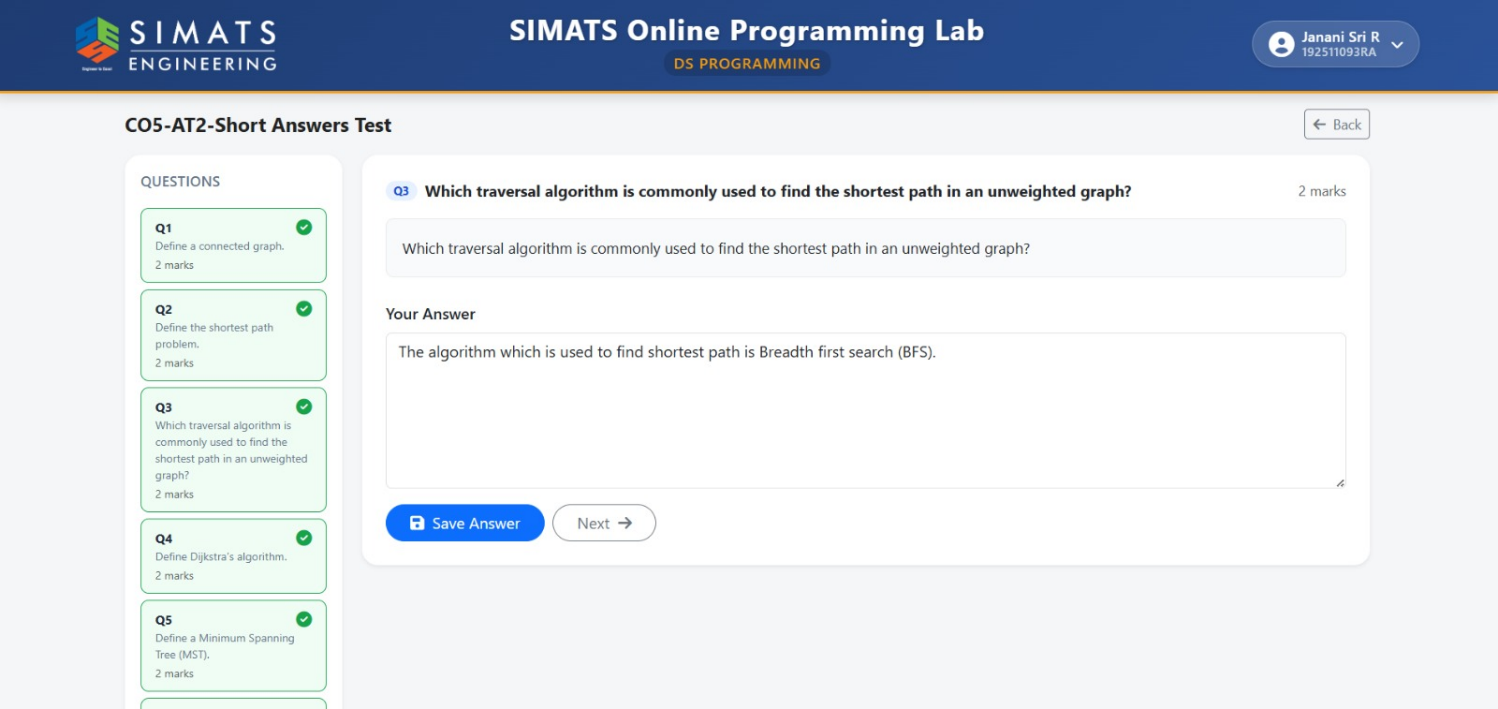 SIMATS
ENGINEERING
SIMATS Online Programming Lab
DS PROGRAMMING
Janani Sri R
192511093RA
CO5-AT2-Short Answers Test
← Back
QUESTIONS
Q1
Define a connected graph.
2 marks
Q2
Define the shortest path
problem.
2 marks
Q3
Which traversal algorithm is
commonly used to find the
shortest path in an unweighted
graph?
2 marks
Q4
Define Dijkstra's algorithm.
2 marks
Q5
Define a Minimum Spanning
Tree (MST).
2 marks
Q3 Which traversal algorithm is commonly used to find the shortest path in an unweighted graph?
2 marks
Which traversal algorithm is commonly used to find the shortest path in an unweighted graph?
Your Answer
The algorithm which is used to find shortest path is Breadth first search (BFS).
Save Answer
Next →